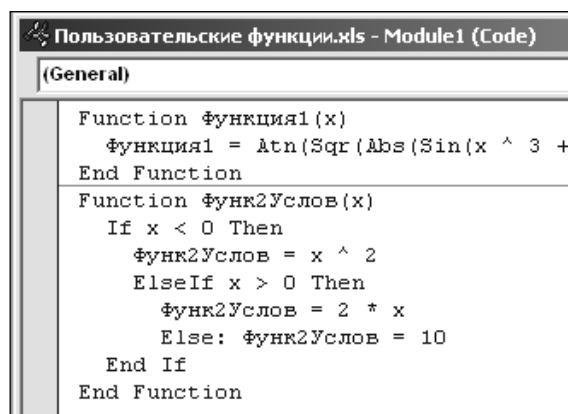 Пользовательские функции.xls - Module1 (Code)
(General)
Function Функция1(x)
Функция1 = Atn(Sqr(Abs(Sin(x ^ 3 +
End Function
Function Функ2Услов(x)
If x < 0 Then
Функ2Услов = x ^ 2
ElseIf x > 0 Then
Функ2Услов = 2 * x
Else: Функ2Услов = 10
End If
End Function